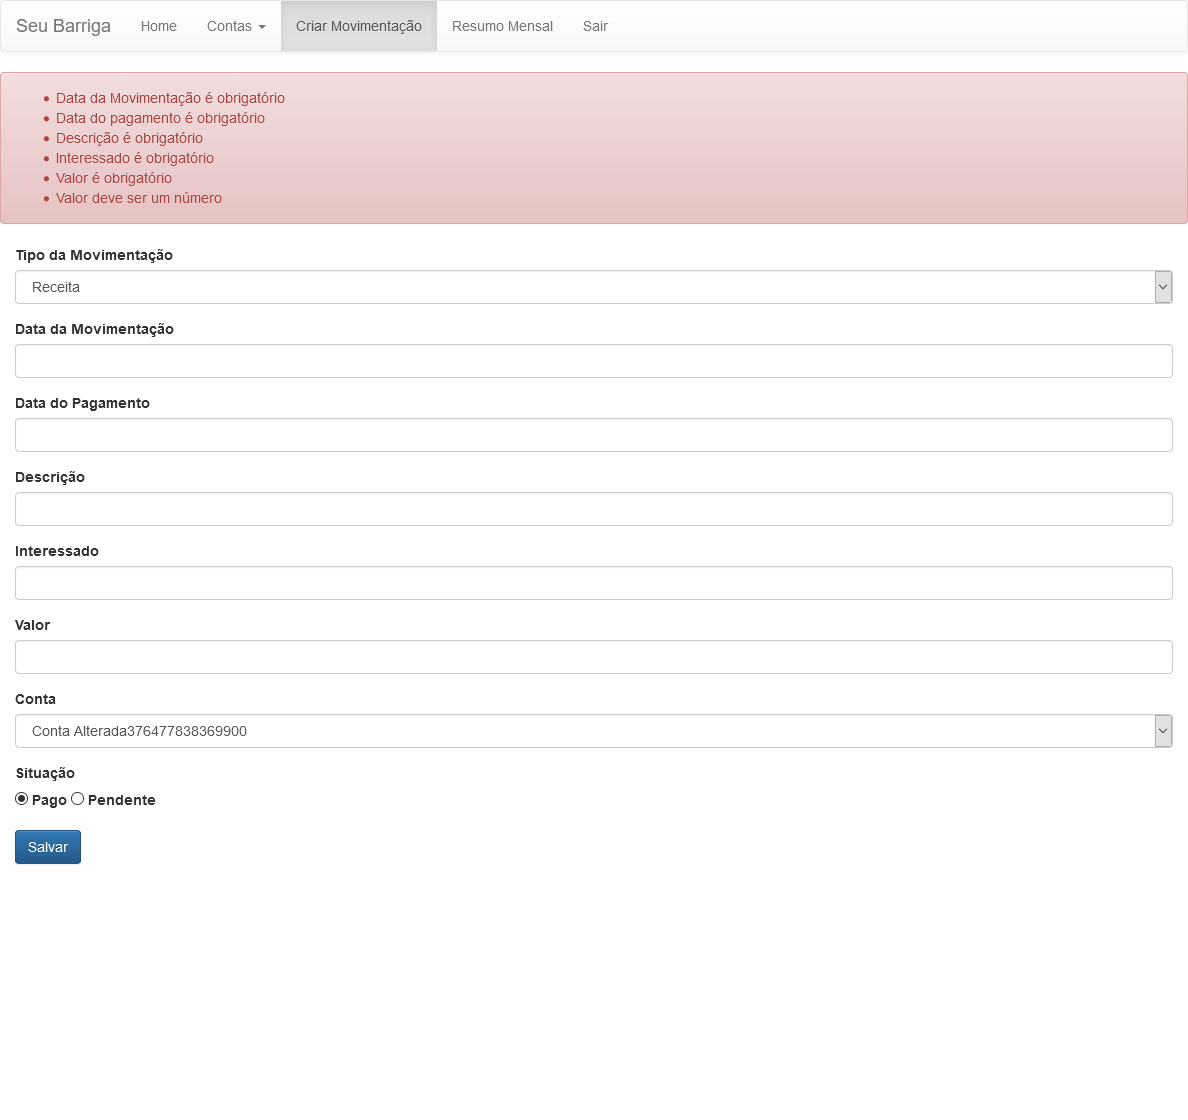 Seu Barriga Home Contas Criar Movimentação Resumo Mensal Sair
Data da Movimentação é obrigatório
Data do pagamento é obrigatório
Descrição é obrigatório
Interessado é obrigatório
Valor é obrigatório
Valor deve ser um número
Tipo da Movimentação
Receita
Data da Movimentação
Data do Pagamento
Descrição
Interessado
Valor
Conta
Conta Alterada376477838369900
Situação
Pago Pendente
Salvar